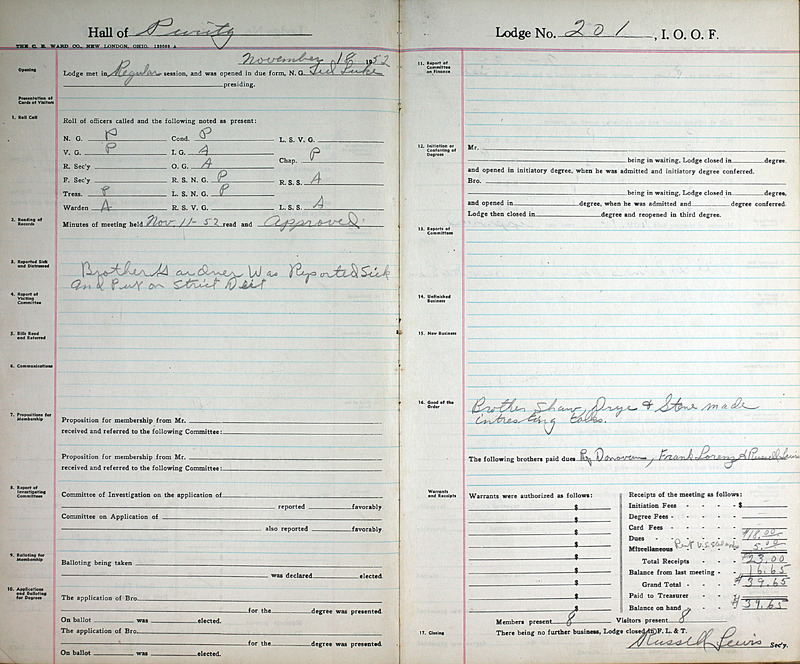 Hall of Purity
THE C. E. WARD CO., NEW LONDON, OHIO.
November 18 1952
Opening
Lodge met in Regular session, and was opened in due form, N. G. Ted Luke
presiding.
Presentation of
Cards of Visitors
1. Roll Call
Roll of officers called and the following noted as present:
N. G. P Cond. P L. S. V. G.
V. G. P I. G. A Chap. P
R. Sec'y O. G. A
F. Sec'y R. S. N. G. P R. S. S. A
Treas. P L. S. N. G. P
Warden A R. S. V. G. L. S. S. A
2. Reading of
Records
Minutes of meeting held Nov. 11-52 read and Approved
3. Reported Sick
and Distressed
Brother Gardner Was Reported Sick
And Put on Strict Deit
4. Report of
Visiting
Committee
5. Bills Read
and Referred
6. Communications
7. Propositions for
Membership
Proposition for membership from Mr.
received and referred to the following Committee:
Proposition for membership from Mr.
received and referred to the following Committee:
8. Report of
Investigating
Committees
Committee of Investigation on the application of
reported favorably
Committee on Application of
also reported favorably
9. Balloting for
Membership
Balloting being taken
was declared elected.
10. Applications
and Balloting
for Degrees
The application of Bro.
for the degree was presented.
On ballot was elected.
The application of Bro.
for the degree was presented.
On ballot was elected.
Lodge No. 201, I. O. O. F.
11. Report of
Committee
on Finance
12. Initiation or
Conferring of
Degrees
Mr.
being in waiting, Lodge closed in degree,
and opened in initiatory degree, when he was admitted and initiatory degree conferred.
Bro.
being in waiting, Lodge closed in degree,
and opened in degree, when he was admitted and degree conferred.
Lodge then closed in degree and reopened in third degree.
13. Reports of
Committees
14. Unfinished
Business
15. New Business
16. Good of the
Order
Brother Shaw, Drye & Stone made
intresting talks.
The following brothers paid dues Donovan, Frank Lorenz & Russell Lewis
Warrants
and Receipts
Warrants were authorized as follows:
$
$
$
$
$
$
$
$
$
Receipts of the meeting as follows:
Initiation Fees $
Degree Fees
Card Fees
Dues $18.00
Miscellaneous 5.00
Total Receipts 23.00
Balance from last meeting 16.65
Grand Total $39.65
Paid to Treasurer
Balance on hand $39.65
Members present 8 Visitors present 8
17. Closing
There being no further business, Lodge closed in F. L. & T.
Russell Lewis Sec'y.